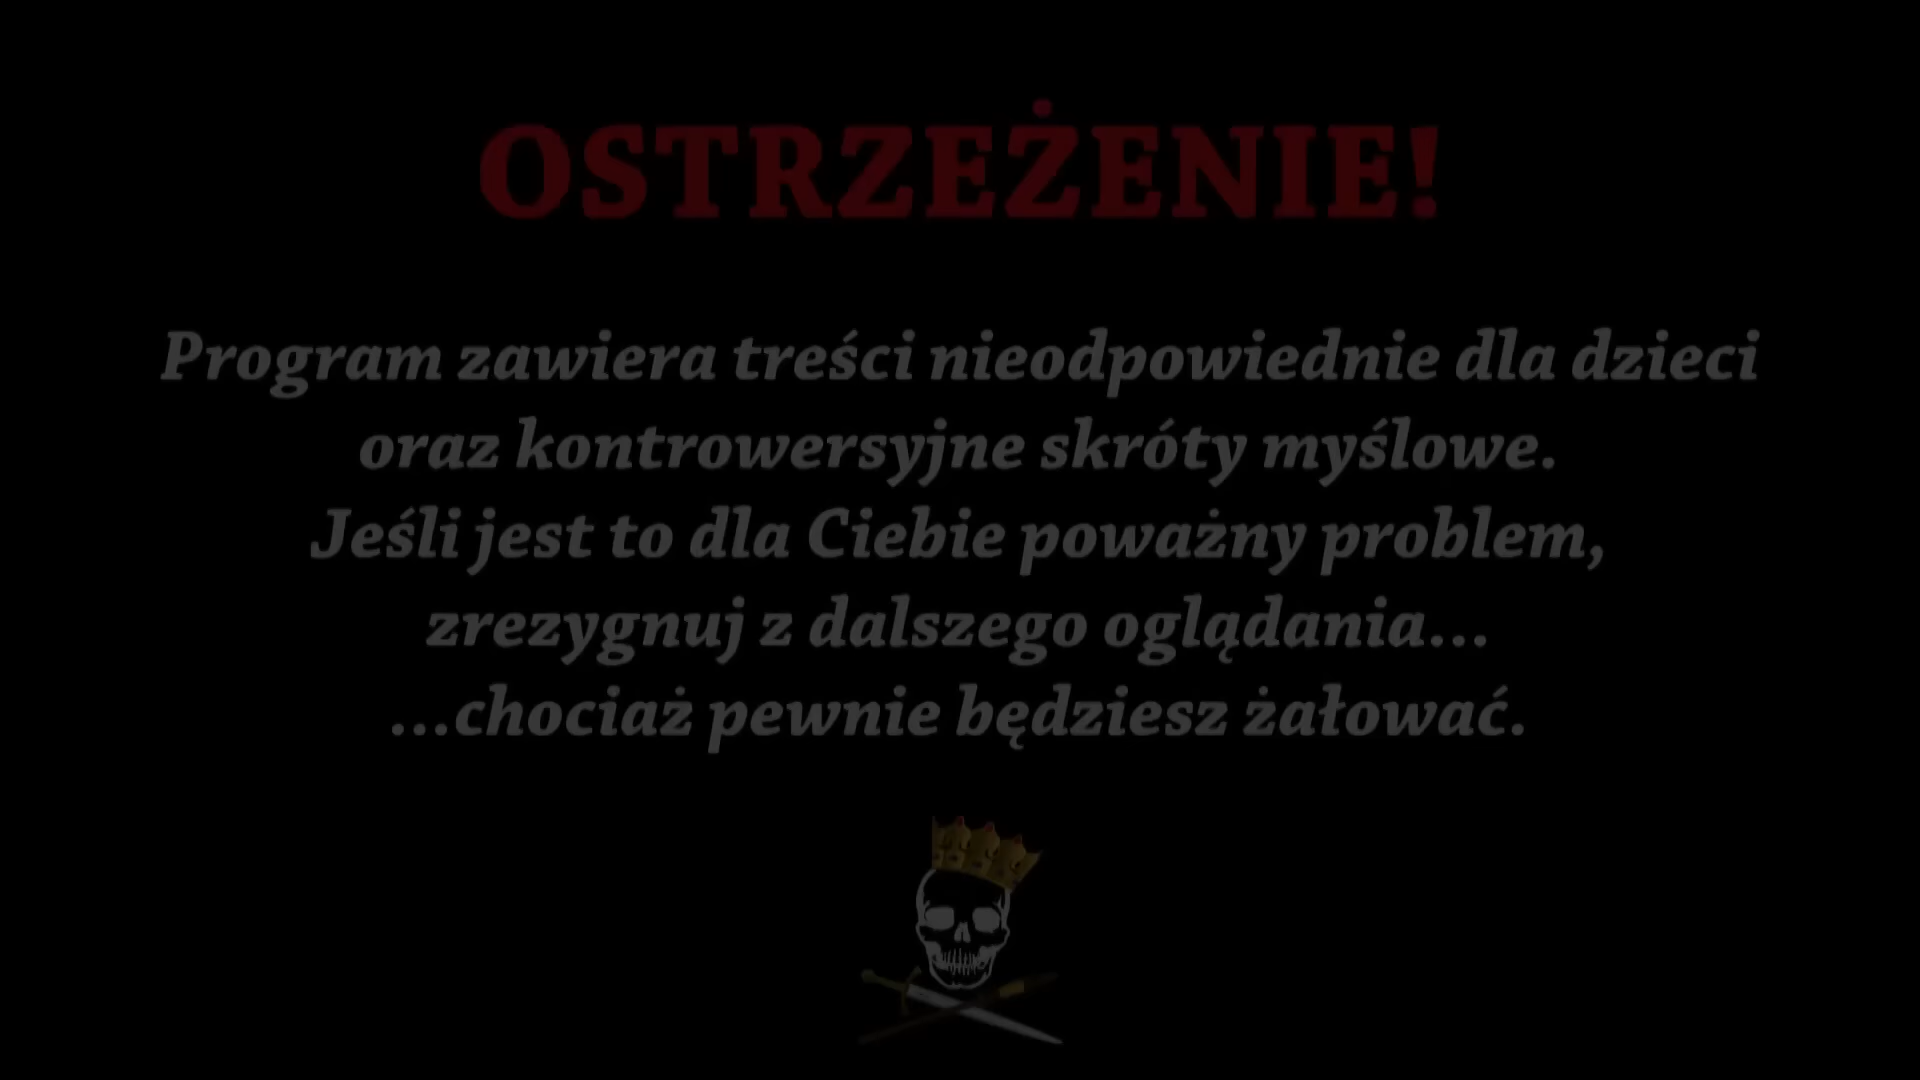 OSTRZEŻENIE!
Program zawiera treści nieodpowiednie dla dzieci
oraz kontrowersyjne skróty myślowe.
Jeśli jest to dla Ciebie poważny problem,
zrezygnuj z dalszego oglądania...
...chociaż pewnie będziesz żałować.